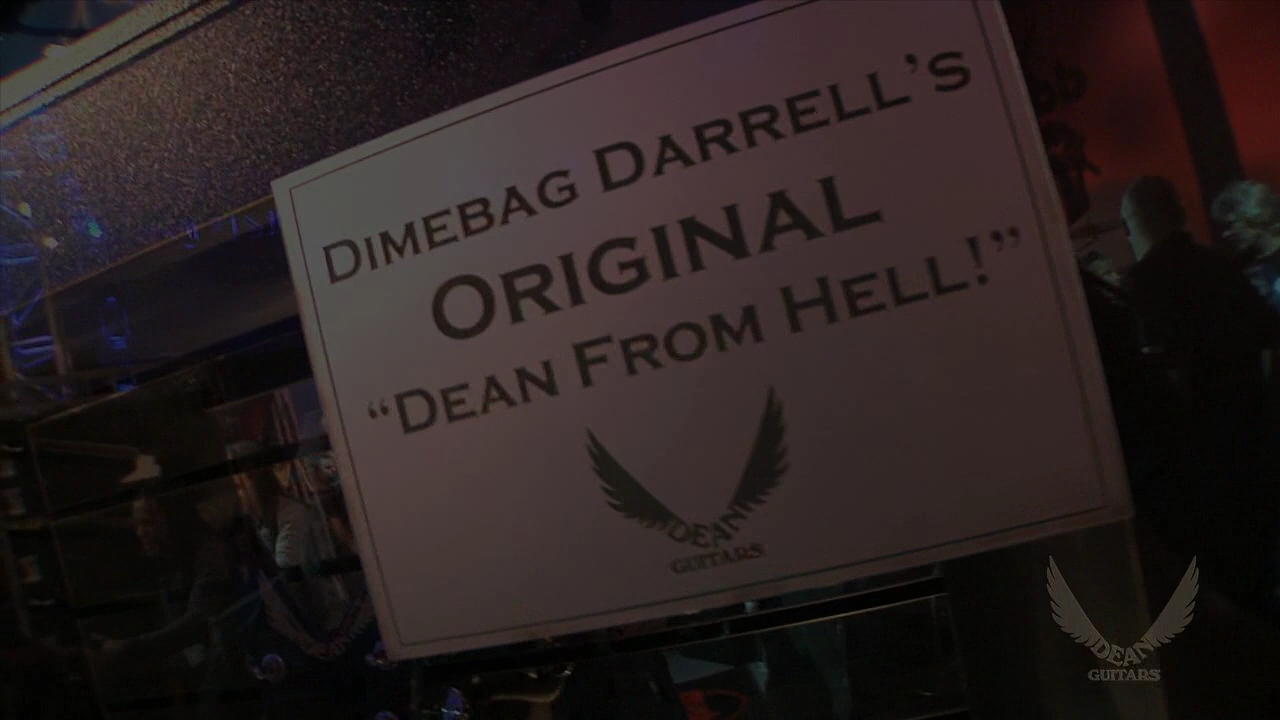 DIMEBAG DARRELL'S
ORIGINAL
"DEAN FROM HELL!"
DEAN
GUITARS
DEAN
GUITARS